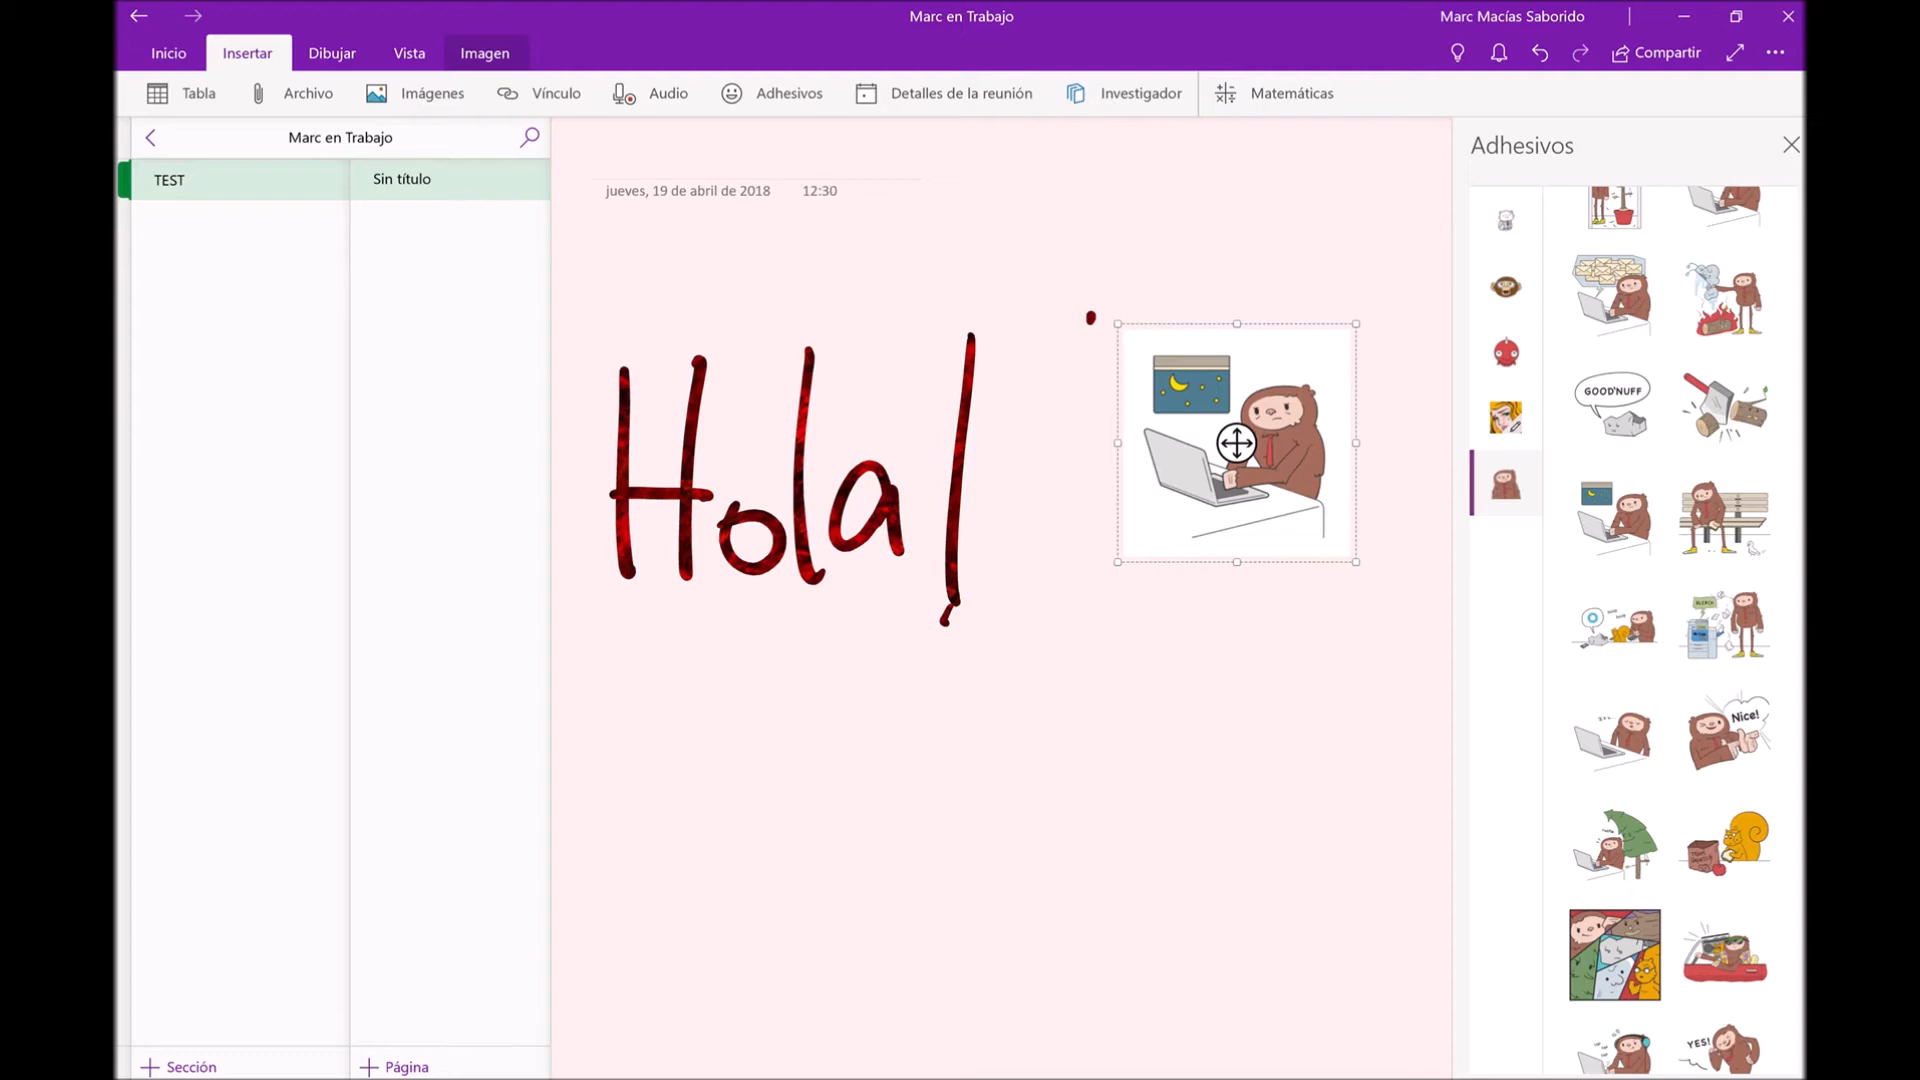 Marc en Trabajo
Marc Macías Saborido
Inicio Insertar Dibujar Vista Imagen Compartir
Tabla Archivo Imágenes Vínculo Audio Adhesivos Detalles de la reunión Investigador Matemáticas
Marc en Trabajo
TEST
Sin título
jueves, 19 de abril de 2018 12:30
Hola!
Adhesivos
GOOD'NUFF
Nice!
YES!
Sección
Página